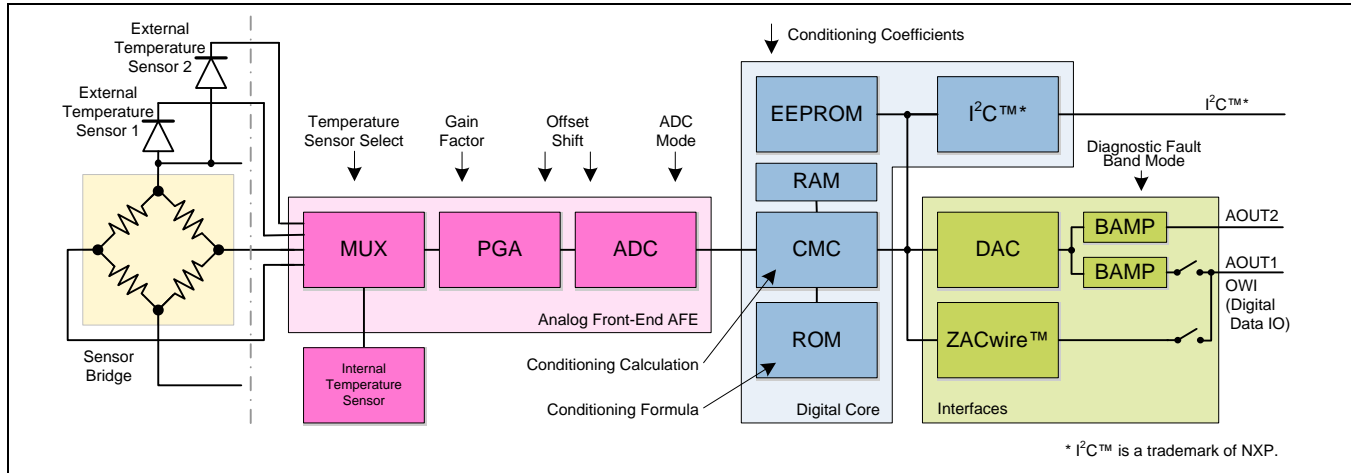 External
Temperature
Sensor 2
External
Temperature
Sensor 1
Sensor
Bridge
Temperature
Sensor Select
Gain
Factor
Offset
Shift
ADC
Mode
MUX
PGA
ADC
Analog Front-End AFE
Internal
Temperature
Sensor
Conditioning Coefficients
EEPROM
I²C™*
RAM
CMC
ROM
Conditioning Calculation
Conditioning Formula
Digital Core
I²C™*
Diagnostic Fault
Band Mode
DAC
BAMP
BAMP
ZACwire™
Interfaces
AOUT2
AOUT1
OWI
(Digital
Data IO)
* I²C™ is a trademark of NXP.